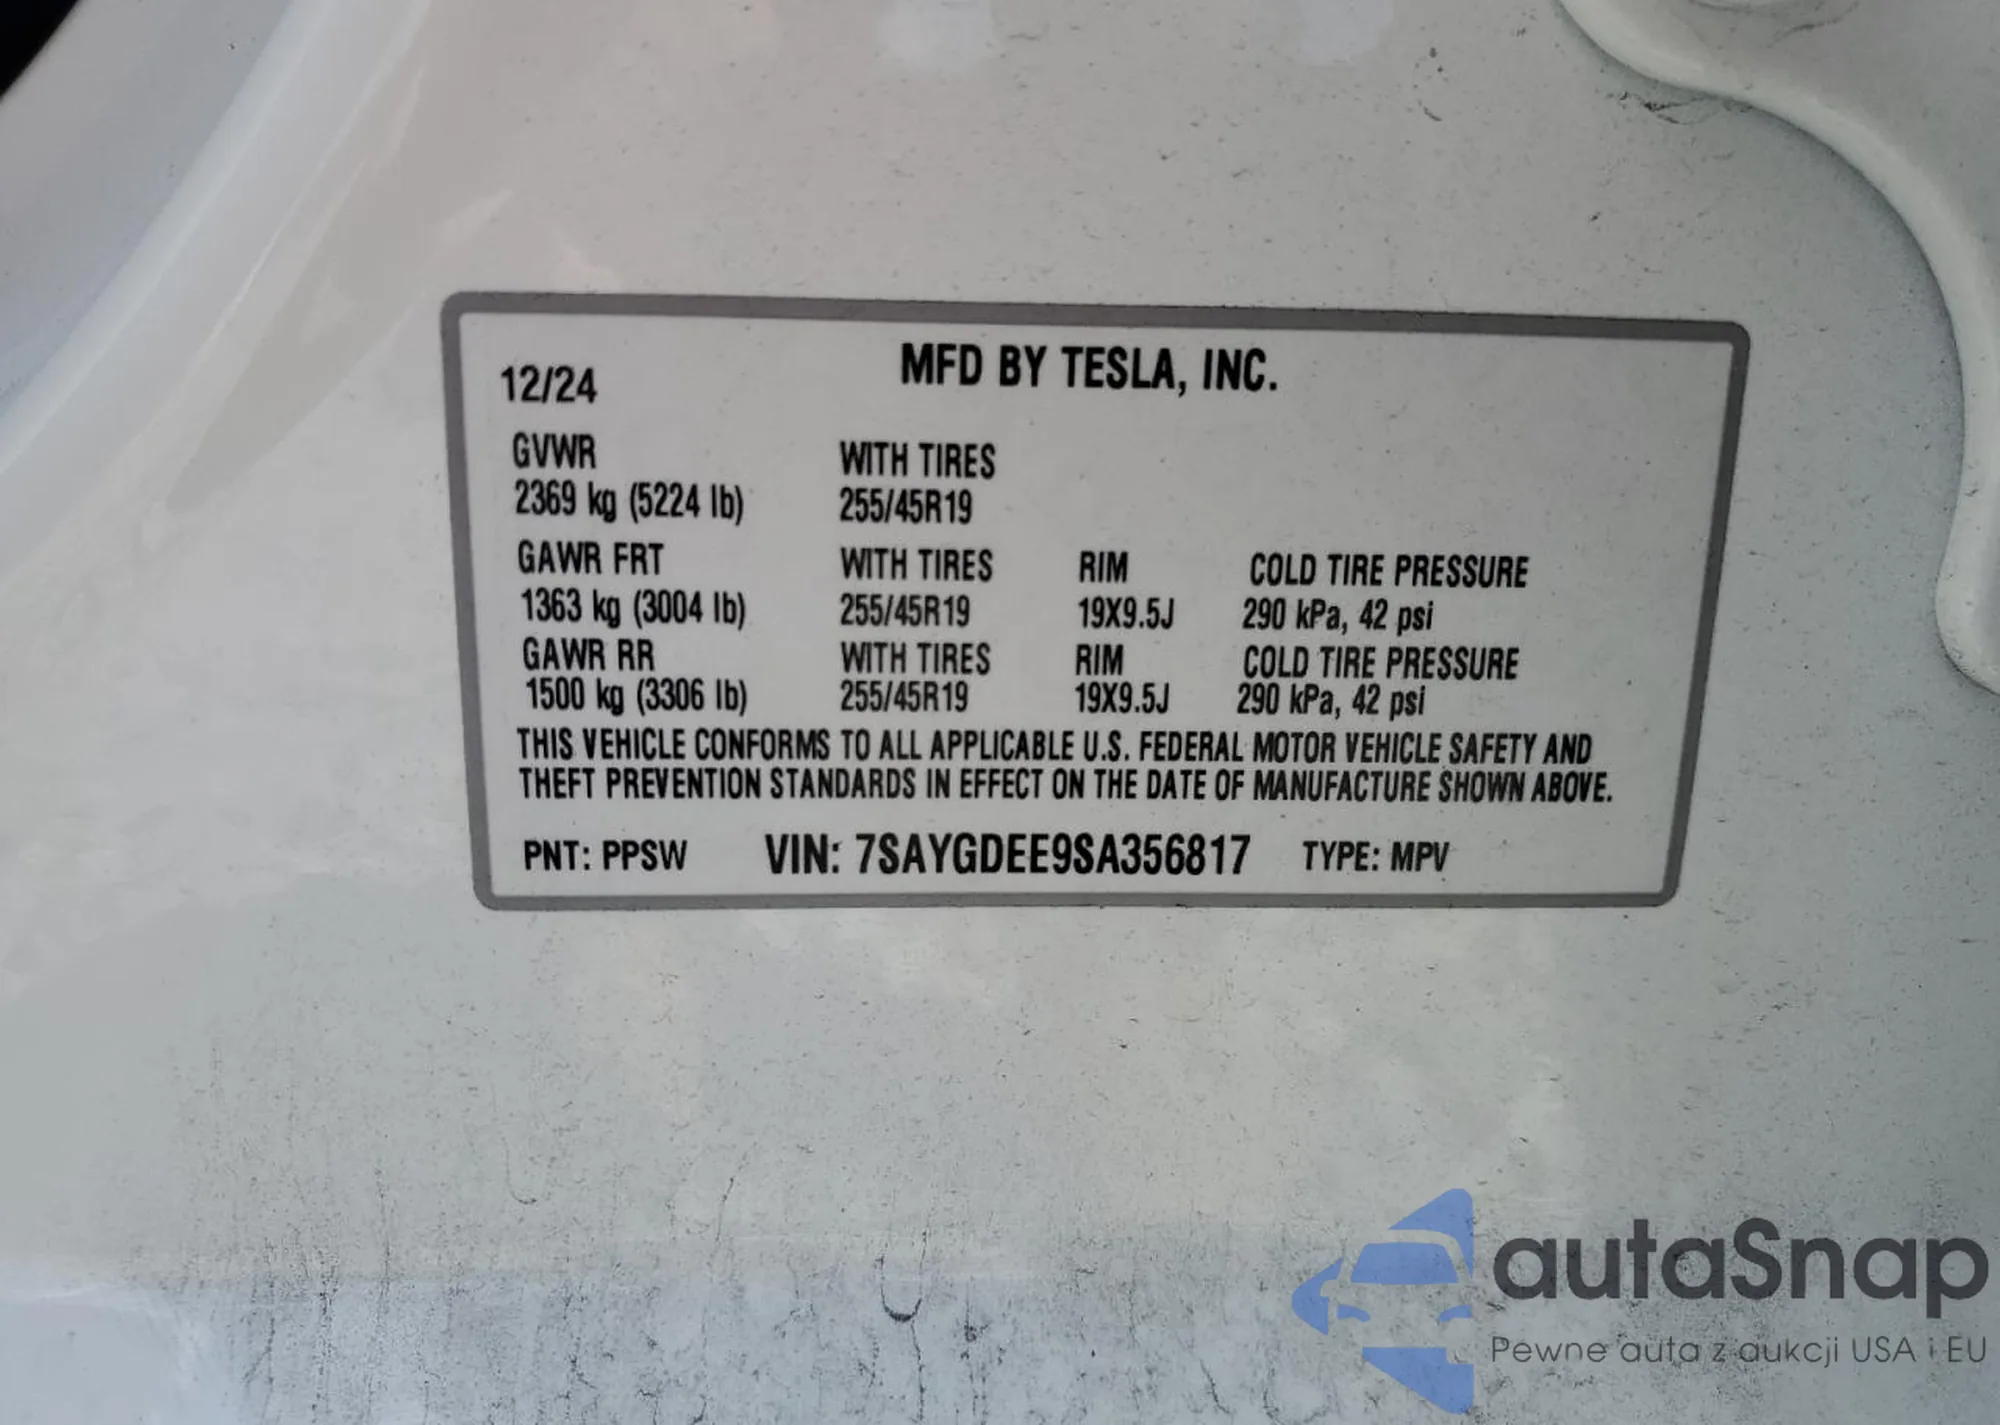 12/24 MFD BY TESLA, INC.
GVWR WITH TIRES
2369 kg (5224 lb) 255/45R19
GAWR FRT WITH TIRES RIM COLD TIRE PRESSURE
1363 kg (3004 lb) 255/45R19 19X9.5J 290 kPa, 42 psi
GAWR RR WITH TIRES RIM COLD TIRE PRESSURE
1500 kg (3306 lb) 255/45R19 19X9.5J 290 kPa, 42 psi
THIS VEHICLE CONFORMS TO ALL APPLICABLE U.S. FEDERAL MOTOR VEHICLE SAFETY AND
THEFT PREVENTION STANDARDS IN EFFECT ON THE DATE OF MANUFACTURE SHOWN ABOVE.
PNT: PPSW VIN: 7SAYGDEE9SA356817 TYPE: MPV
autaSnap
Pewne auta z aukcji USA i EU